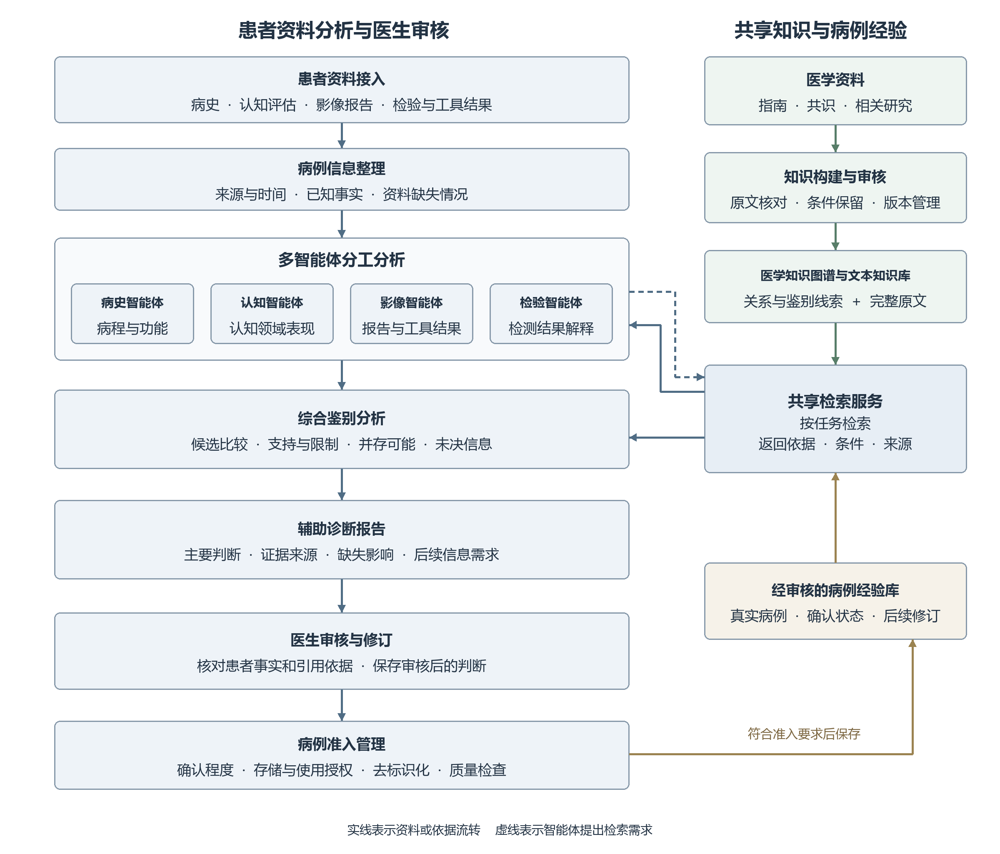 患者资料分析与医生审核
患者资料接入
病史 · 认知评估 · 影像报告 · 检验与工具结果
病例信息整理
来源与时间 · 已知事实 · 资料缺失情况
多智能体分工分析
病史智能体
病程与功能
认知智能体
认知领域表现
影像智能体
报告与工具结果
检验智能体
检测结果解释
综合鉴别分析
候选比较 · 支持与限制 · 并存可能 · 未决信息
辅助诊断报告
主要判断 · 证据来源 · 缺失影响 · 后续信息需求
医生审核与修订
核对患者事实和引用依据 · 保存审核后的判断
病例准入管理
确认程度 · 存储与使用授权 · 去标识化 · 质量检查
共享知识与病例经验
医学资料
指南 · 共识 · 相关研究
知识构建与审核
原文核对 · 条件保留 · 版本管理
医学知识图谱与文本知识库
关系与鉴别线索 + 完整原文
共享检索服务
按任务检索
返回依据 · 条件 · 来源
经审核的病例经验库
真实病例 · 确认状态 · 后续修订
符合准入要求后保存
实线表示资料或依据流转 虚线表示智能体提出检索需求